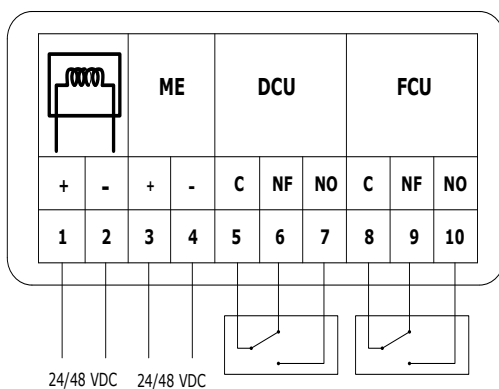 ME DCU FCU
+ - + - C NF NO C NF NO
1 2 3 4 5 6 7 8 9 10
24/48 VDC 24/48 VDC